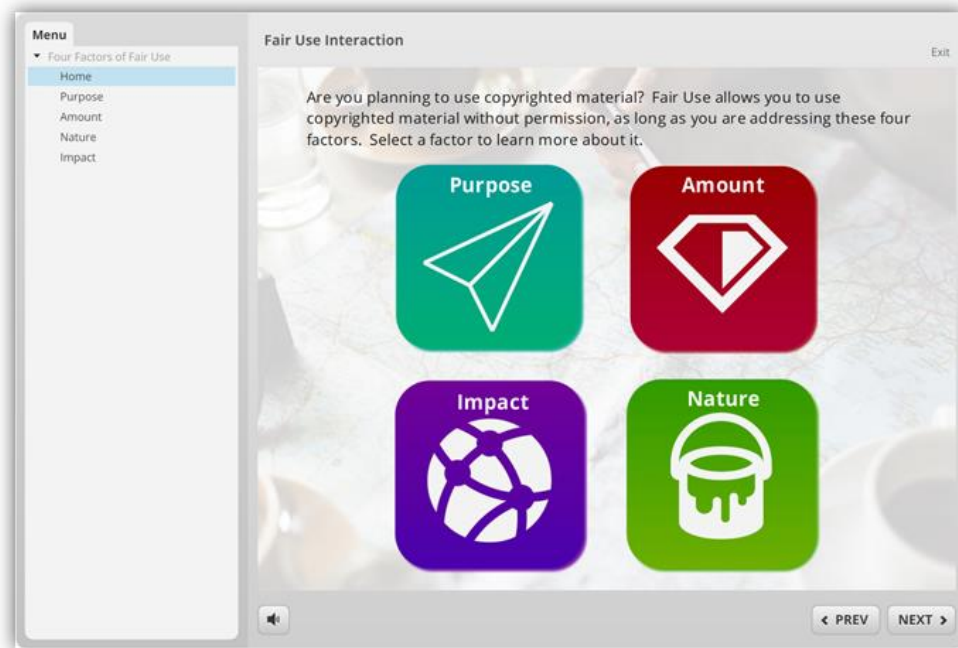 Menu
Four Factors of Fair Use
Home
Purpose
Amount
Nature
Impact
Fair Use Interaction
Exit
Are you planning to use copyrighted material? Fair Use allows you to use
copyrighted material without permission, as long as you are addressing these four
factors. Select a factor to learn more about it.
Purpose
Amount
Impact
Nature
PREV
NEXT